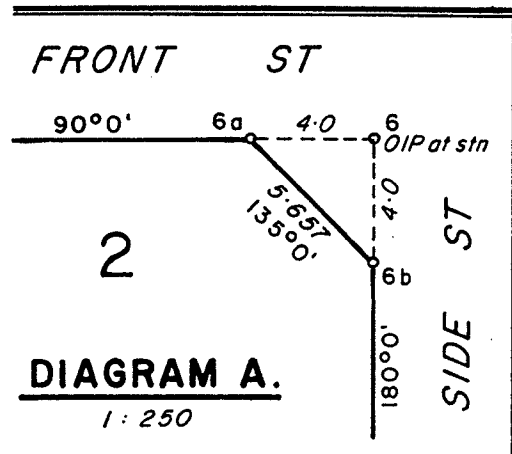 FRONT ST
90°0'
6a
4·0
6
OIP at stn
4·0
5·657
135°0'
2
6b
180°0'
SIDE ST
DIAGRAM A.
1 : 250